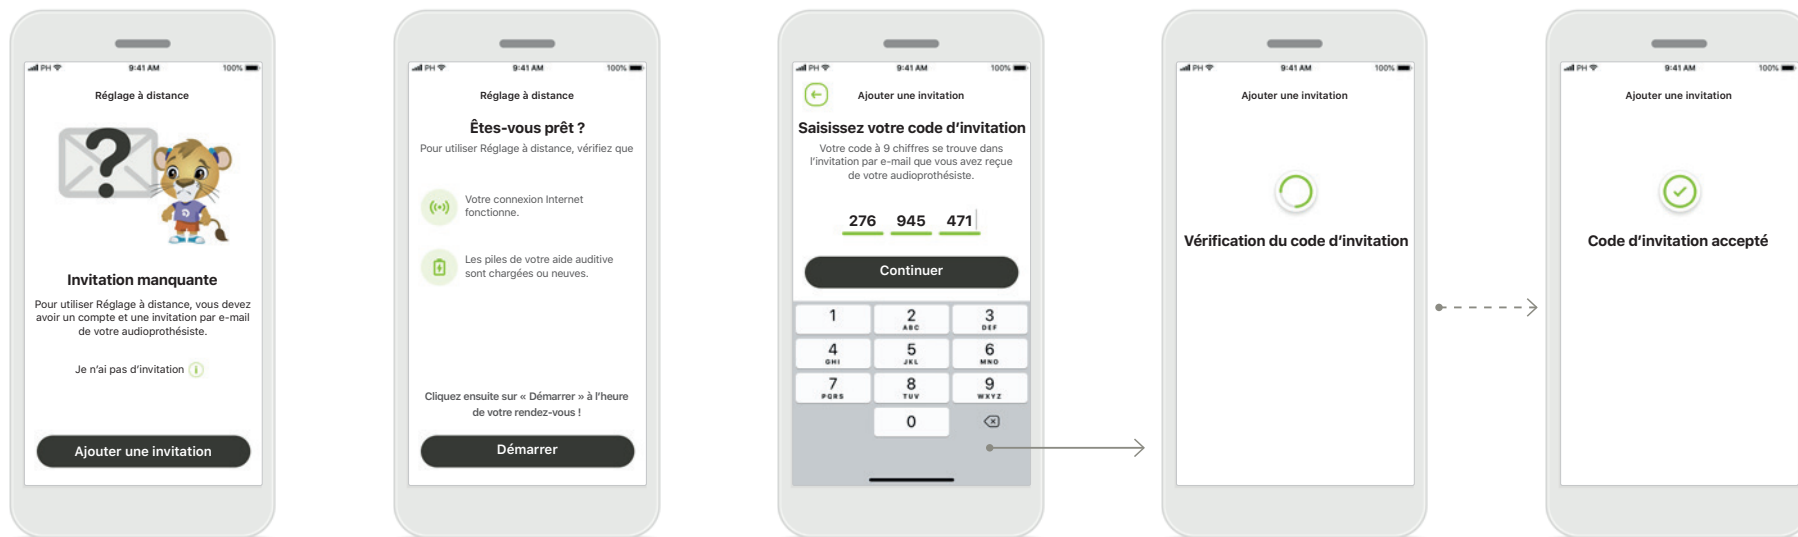 PH 9:41 AM 100%
Réglage à distance
?
Invitation manquante
Pour utiliser Réglage à distance, vous devez
avoir un compte et une invitation par e-mail
de votre audioprothésiste.
Je n'ai pas d'invitation i
Ajouter une invitation
PH 9:41 AM 100%
Réglage à distance
Êtes-vous prêt ?
Pour utiliser Réglage à distance, vérifiez que
Votre connexion Internet
fonctionne.
Les piles de votre aide auditive
sont chargées ou neuves.
Cliquez ensuite sur « Démarrer » à l'heure
de votre rendez-vous !
Démarrer
PH 9:41 AM 100%
Ajouter une invitation
Saisissez votre code d'invitation
Votre code à 9 chiffres se trouve dans
l'invitation par e-mail que vous avez reçue
de votre audioprothésiste.
276 945 471
Continuer
1 2 3
ABC DEF
4 5 6
GHI JKL MNO
7 8 9
PQRS TUV WXYZ
0
PH 9:41 AM 100%
Ajouter une invitation
Vérification du code d'invitation
PH 9:41 AM 100%
Ajouter une invitation
Code d'invitation accepté